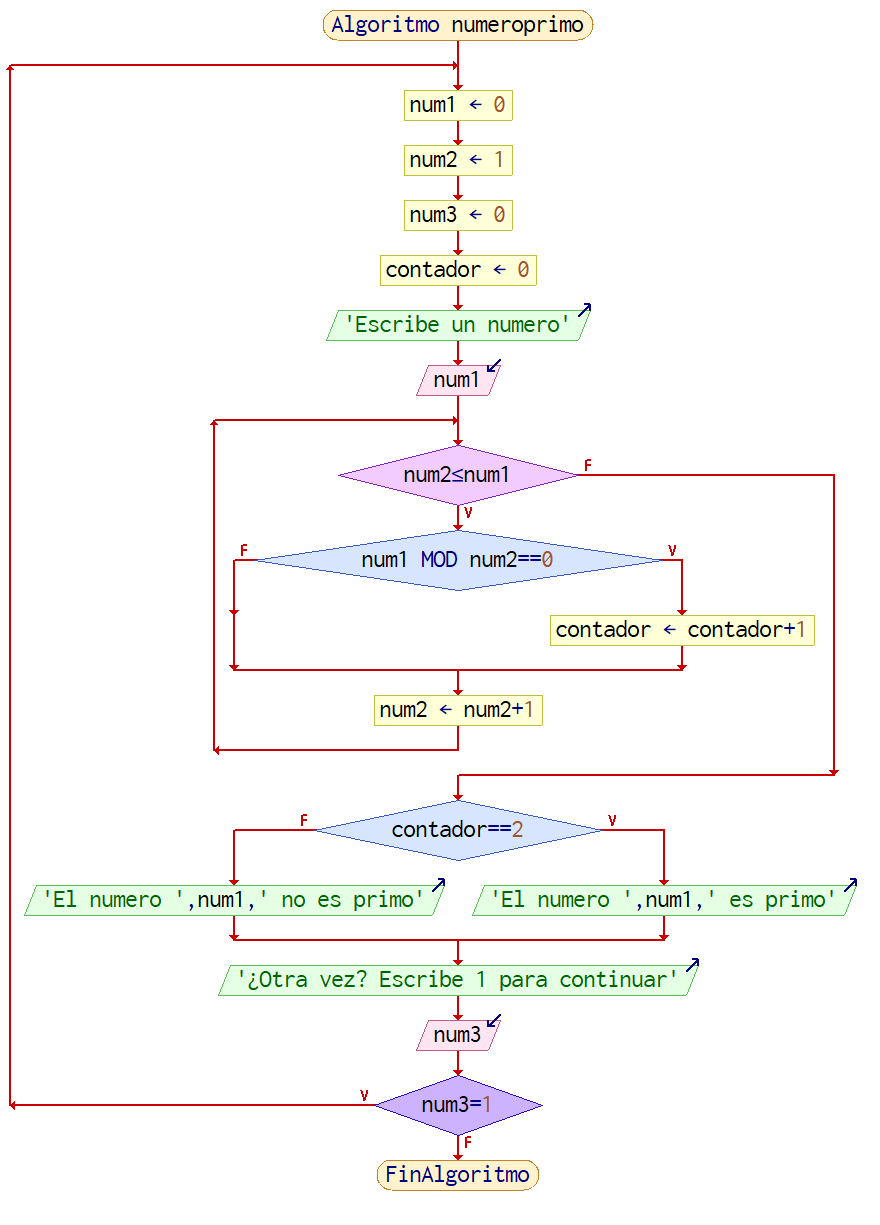 Algoritmo numeroprimo
num1 ← 0
num2 ← 1
num3 ← 0
contador ← 0
'Escribe un numero'
num1
num2≤num1
F
V
F
num1 MOD num2==0
V
contador ← contador+1
num2 ← num2+1
F
contador==2
V
'El numero ',num1,' no es primo'
'El numero ',num1,' es primo'
'¿Otra vez? Escribe 1 para continuar'
num3
V
num3=1
F
FinAlgoritmo